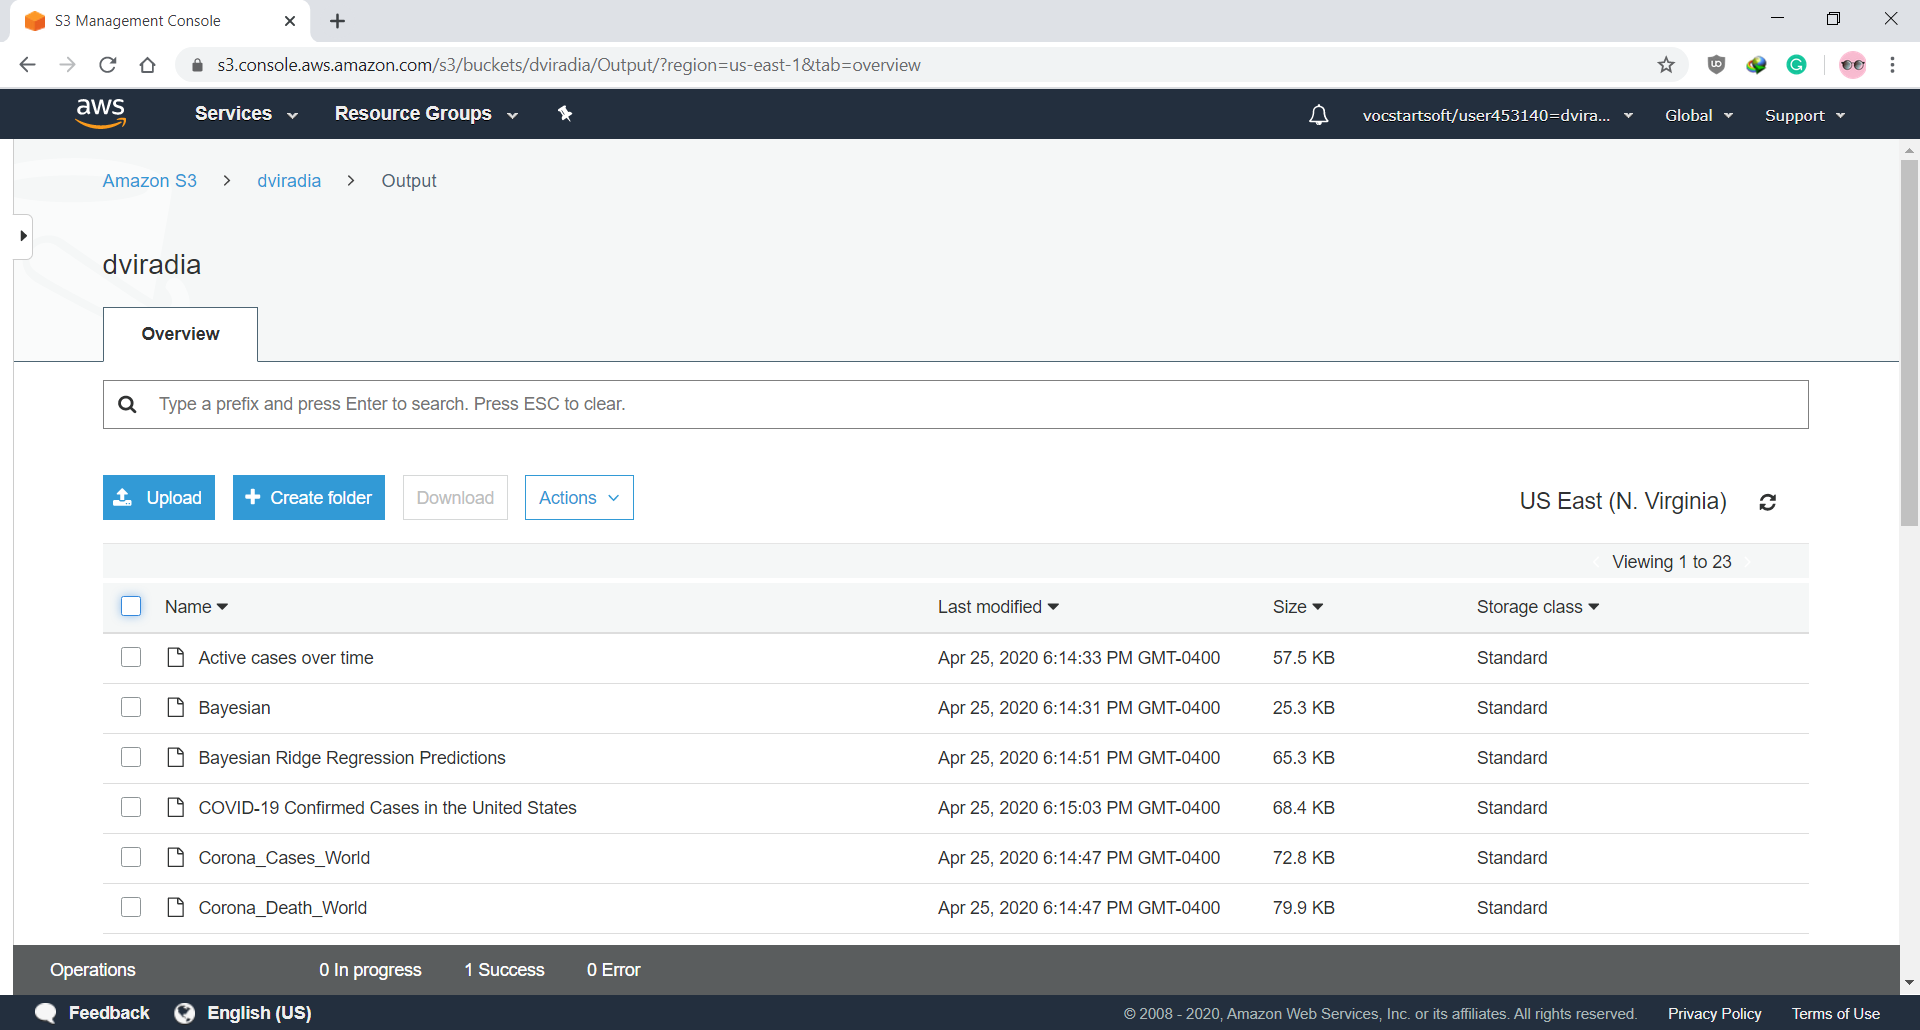 S3 Management Console
s3.console.aws.amazon.com/s3/buckets/dviradia/Output/?region=us-east-1&tab=overview
aws Services Resource Groups vocstartsoft/user453140=dvira... Global Support
Amazon S3 > dviradia > Output
dviradia
Overview
Type a prefix and press Enter to search. Press ESC to clear.
Upload Create folder Download Actions US East (N. Virginia)
Viewing 1 to 23
Name Last modified Size Storage class
Active cases over time Apr 25, 2020 6:14:33 PM GMT-0400 57.5 KB Standard
Bayesian Apr 25, 2020 6:14:31 PM GMT-0400 25.3 KB Standard
Bayesian Ridge Regression Predictions Apr 25, 2020 6:14:51 PM GMT-0400 65.3 KB Standard
COVID-19 Confirmed Cases in the United States Apr 25, 2020 6:15:03 PM GMT-0400 68.4 KB Standard
Corona_Cases_World Apr 25, 2020 6:14:47 PM GMT-0400 72.8 KB Standard
Corona_Death_World Apr 25, 2020 6:14:47 PM GMT-0400 79.9 KB Standard
Operations 0 In progress 1 Success 0 Error
Feedback English (US) © 2008 - 2020, Amazon Web Services, Inc. or its affiliates. All rights reserved. Privacy Policy Terms of Use